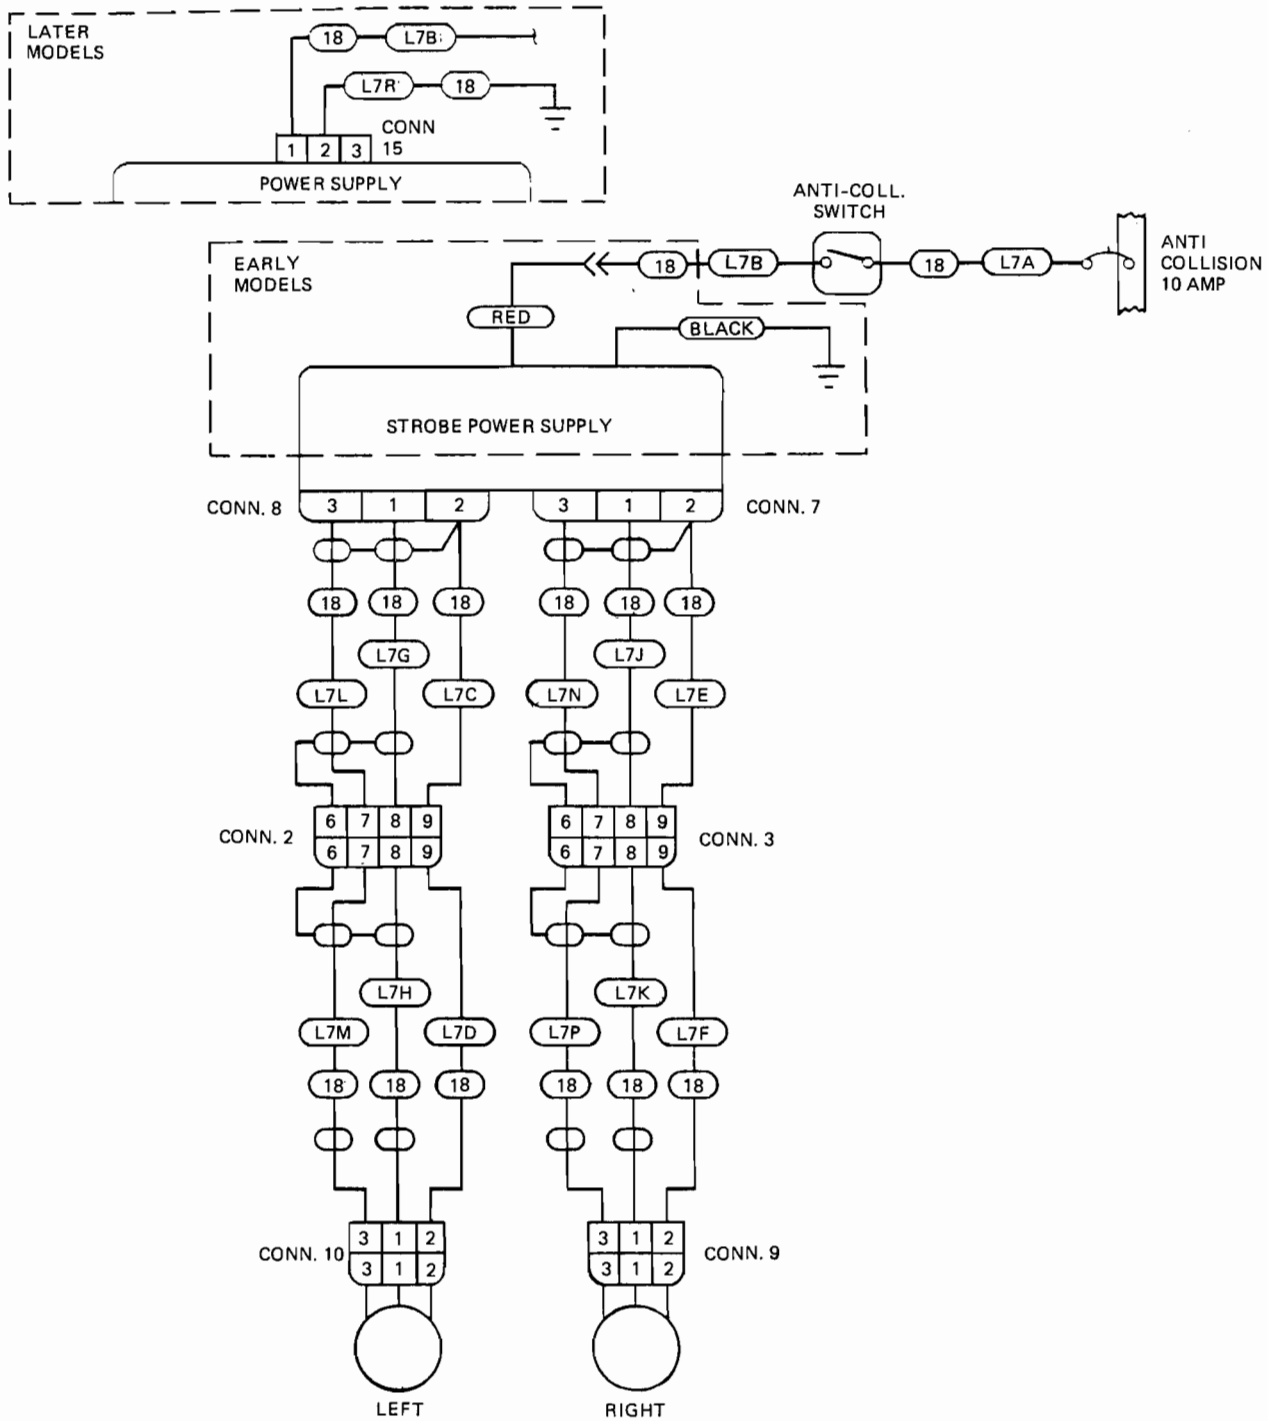 LATER
MODELS
18 L7B
L7R 18
CONN
15
1 2 3
POWER SUPPLY
ANTI-COLL.
SWITCH
ANTI
COLLISION
10 AMP
EARLY
MODELS
18 L7B 18 L7A
RED
BLACK
STROBE POWER SUPPLY
CONN. 8 3 1 2 3 1 2 CONN. 7
18 18 18 18 18 18
L7G L7J
L7L L7C L7N L7E
6 7 8 9 6 7 8 9
CONN. 2 CONN. 3
6 7 8 9 6 7 8 9
L7H L7K
L7M L7D L7P L7F
18 18 18 18 18 18
3 1 2 3 1 2
CONN. 10 CONN. 9
3 1 2 3 1 2
LEFT RIGHT